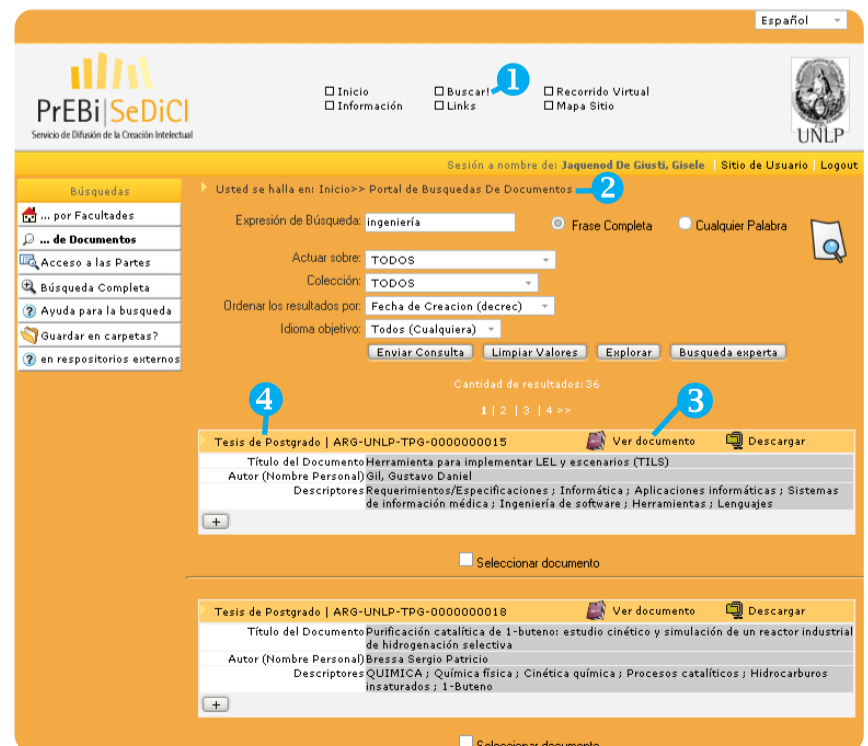 Español
PrEBi|SeDiCI
Servicio de Difusión de la Creación Intelectual
Inicio
Buscar!
Recorrido Virtual
Información
Links
Mapa Sitio
1
UNLP
Sesión a nombre de: Jaquenod De Giusti, Gisele | Sitio de Usuario | Logout
Búsquedas
... por Facultades
... de Documentos
Acceso a las Partes
Búsqueda Completa
Ayuda para la busqueda
Guardar en carpetas?
en respositorios externos
Usted se halla en: Inicio>> Portal de Busquedas De Documentos
2
Expresión de Búsqueda: ingeniería
Frase Completa
Cualquier Palabra
Actuar sobre: TODOS
Colección: TODOS
Ordenar los resultados por: Fecha de Creacion (decrec)
Idioma objetivo: Todos (Cualquiera)
Enviar Consulta
Limpiar Valores
Explorar
Busqueda experta
Cantidad de resultados:36
1 | 2 | 3 | 4 >>
4
3
Tesis de Postgrado | ARG-UNLP-TPG-0000000015
Ver documento
Descargar
Título del Documento Herramienta para implementar LEL y escenarios (TILS)
Autor (Nombre Personal) Gil, Gustavo Daniel
Descriptores Requerimientos/Especificaciones ; Informática ; Aplicaciones informáticas ; Sistemas
de información médica ; Ingeniería de software ; Herramientas ; Lenguajes
+
Seleccionar documento
Tesis de Postgrado | ARG-UNLP-TPG-0000000018
Ver documento
Descargar
Título del Documento Purificación catalítica de 1-buteno: estudio cinético y simulación de un reactor industrial
de hidrogenación selectiva
Autor (Nombre Personal) Bressa Sergio Patricio
Descriptores QUIMICA ; Química física ; Cinética química ; Procesos catalíticos ; Hidrocarburos
insaturados ; 1-Buteno
+
Seleccionar documento